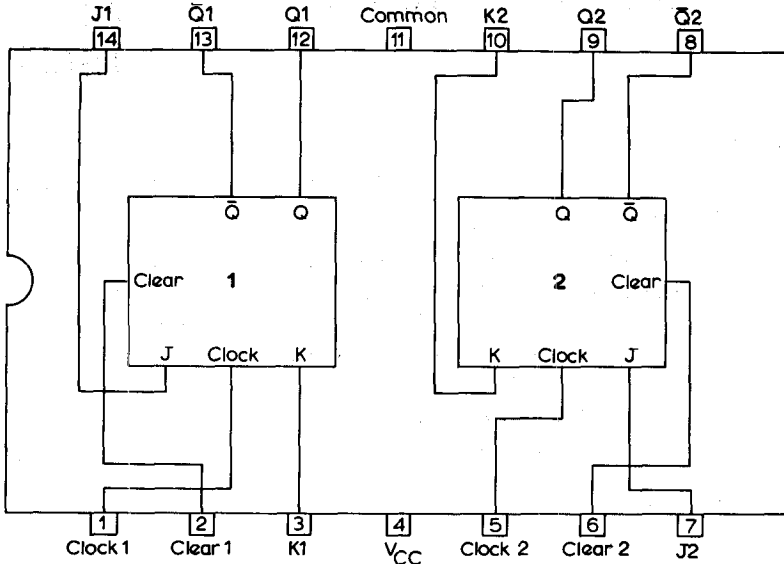 J1 Q̄1 Q1 Common K2 Q2 Q̄2
14 13 12 11 10 9 8
Q̄ Q Q Q̄
Clear 1 2 Clear
J Clock K K Clock J
1 2 3 4 5 6 7
Clock 1 Clear 1 K1 VCC Clock 2 Clear 2 J2